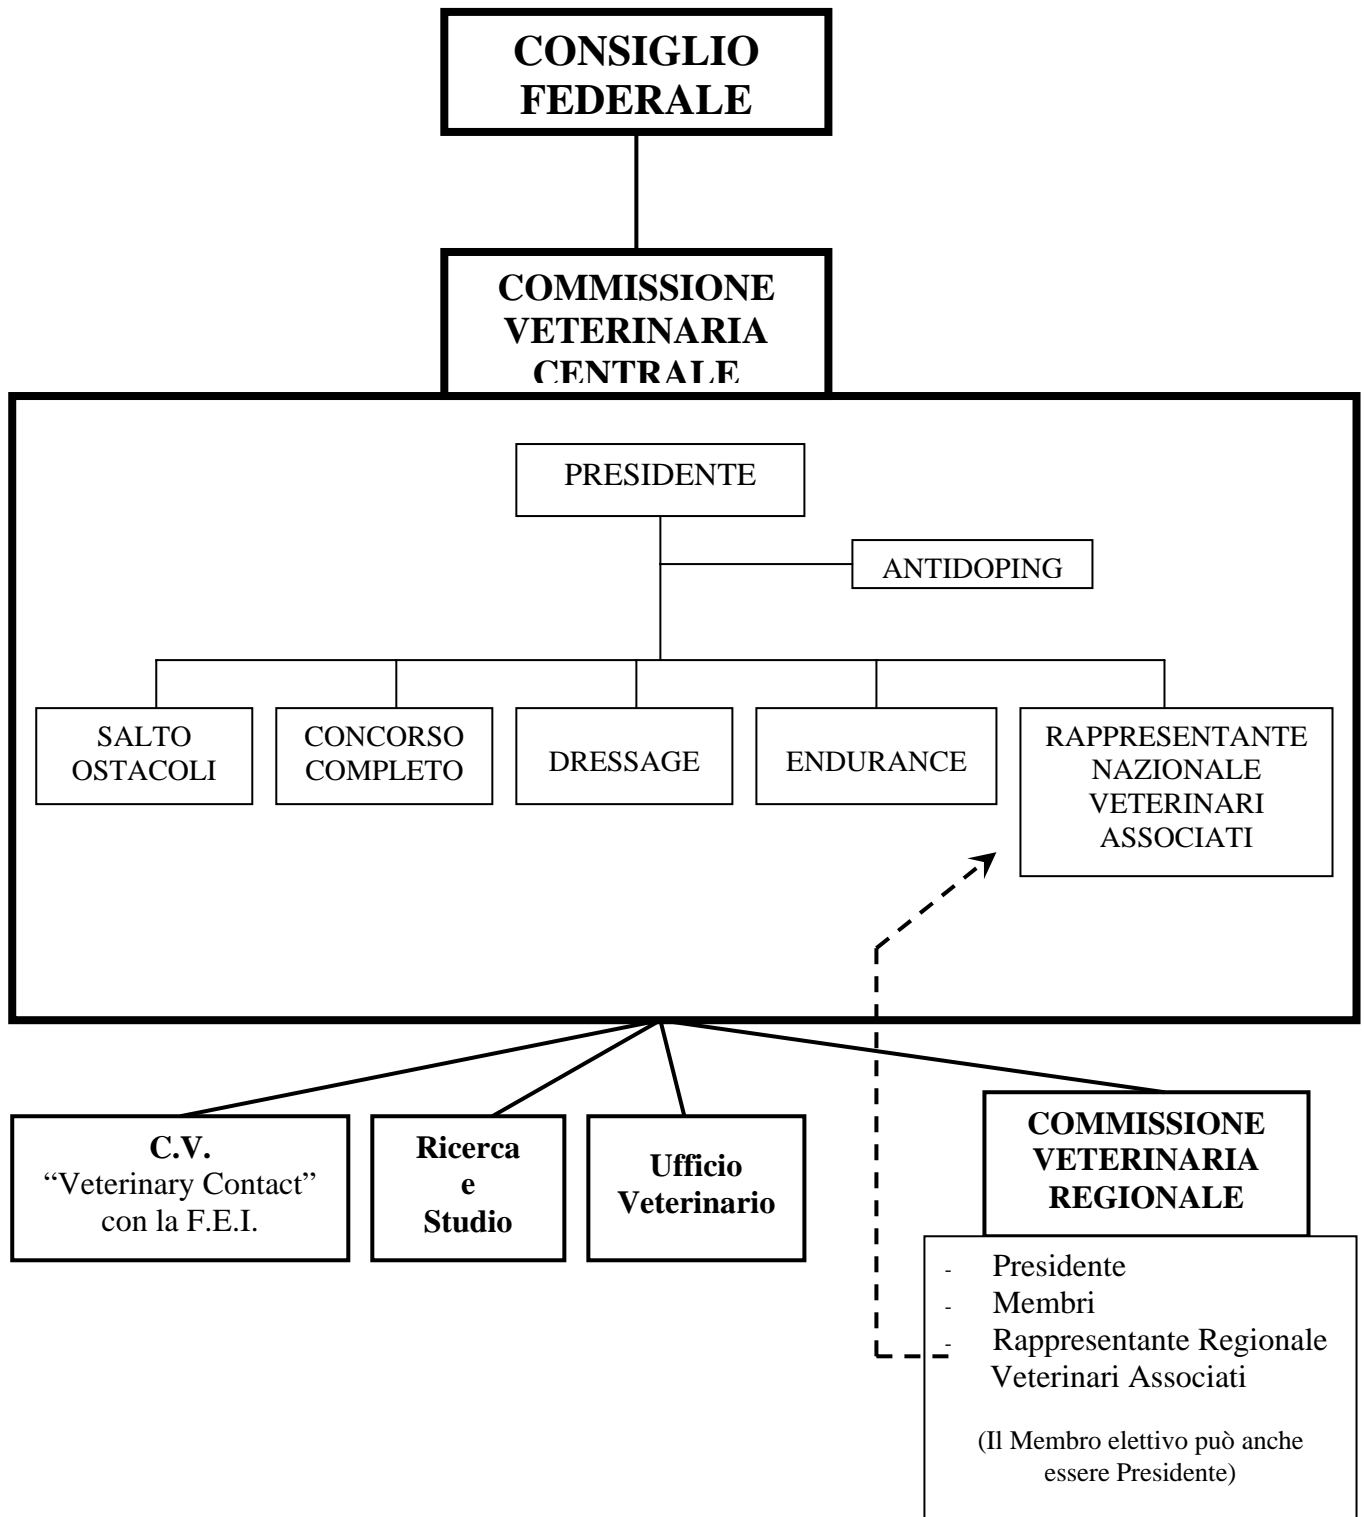 CONSIGLIO
FEDERALE
COMMISSIONE
VETERINARIA
CENTRALE
PRESIDENTE
ANTIDOPING
SALTO
OSTACOLI
CONCORSO
COMPLETO
DRESSAGE
ENDURANCE
RAPPRESENTANTE
NAZIONALE
VETERINARI
ASSOCIATI
C.V.
“Veterinary Contact”
con la F.E.I.
Ricerca
e
Studio
Ufficio
Veterinario
COMMISSIONE
VETERINARIA
REGIONALE
- Presidente
- Membri
- Rappresentante Regionale
Veterinari Associati
(Il Membro elettivo può anche
essere Presidente)